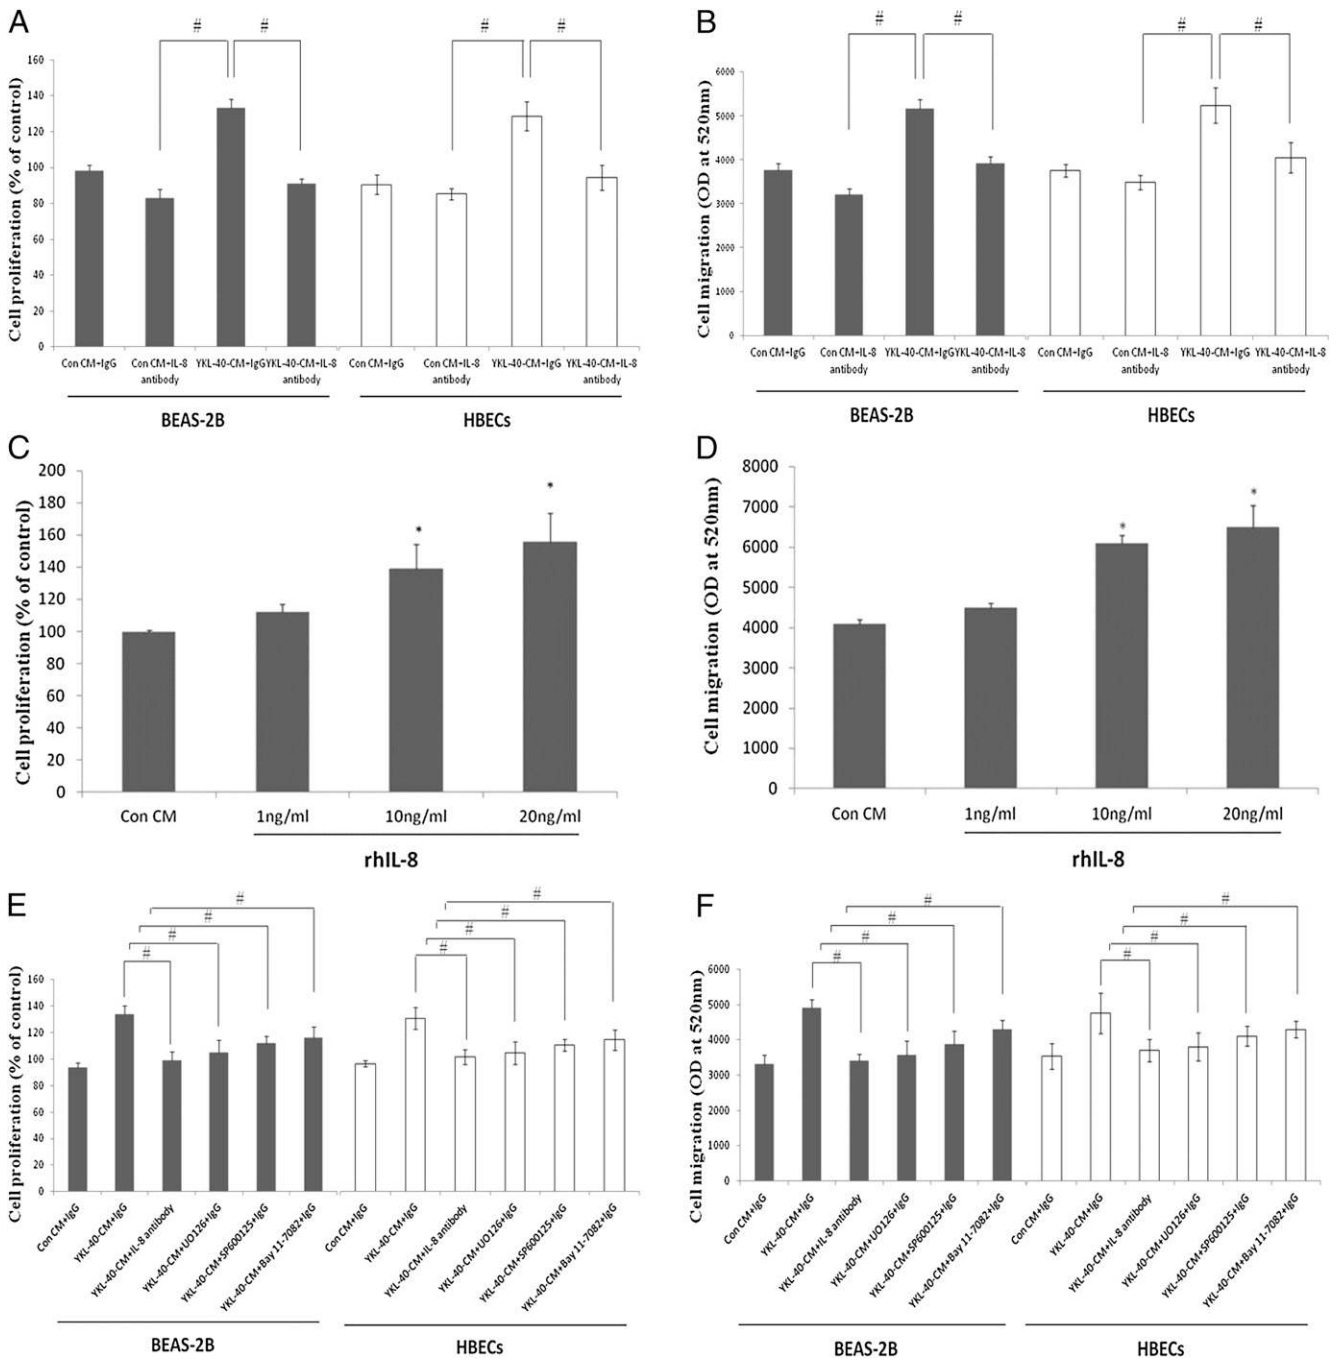 A
# # # #
Cell proliferation (% of control)
160
140
120
100
80
60
40
20
0
Con CM+IgG Con CM+IL-8 antibody YKL-40-CM+IgG YKL-40-CM+IL-8 antibody Con CM+IgG Con CM+IL-8 antibody YKL-40-CM+IgG YKL-40-CM+IL-8 antibody
BEAS-2B HBECs
B
# # # #
Cell migration (OD at 520nm)
6000
5000
4000
3000
2000
1000
0
Con CM+IgG Con CM+IL-8 antibody YKL-40-CM+IgG YKL-40-CM+IL-8 antibody Con CM+IgG Con CM+IL-8 antibody YKL-40-CM+IgG YKL-40-CM+IL-8 antibody
BEAS-2B HBECs
C
Cell proliferation (% of control)
200
180
160
140
120
100
80
60
40
20
0
* *
Con CM 1ng/ml 10ng/ml 20ng/ml
rhIL-8
D
Cell migration (OD at 520nm)
8000
7000
6000
5000
4000
3000
2000
1000
0
* *
Con CM 1ng/ml 10ng/ml 20ng/ml
rhIL-8
E
# # # # # # # #
Cell proliferation (% of control)
160
140
120
100
80
60
40
20
0
Con CM+IgG
YKL-40-CM+IgG
YKL-40-CM+IL-8 antibody
YKL-40-CM+UO126+IgG
YKL-40-CM+SP600125+IgG
YKL-40-CM+Bay 11-7082+IgG
Con CM+IgG
YKL-40-CM+IgG
YKL-40-CM+IL-8 antibody
YKL-40-CM+UO126+IgG
YKL-40-CM+SP600125+IgG
YKL-40-CM+Bay 11-7082+IgG
BEAS-2B HBECs
F
# # # # # # # #
Cell migration (OD at 520nm)
6000
5000
4000
3000
2000
1000
0
Con CM+IgG
YKL-40-CM+IgG
YKL-40-CM+IL-8 antibody
YKL-40-CM+UO126+IgG
YKL-40-CM+SP600125+IgG
YKL-40-CM+Bay 11-7082+IgG
Con CM+IgG
YKL-40-CM+IgG
YKL-40-CM+IL-8 antibody
YKL-40-CM+UO126+IgG
YKL-40-CM+SP600125+IgG
YKL-40-CM+Bay 11-7082+IgG
BEAS-2B HBECs